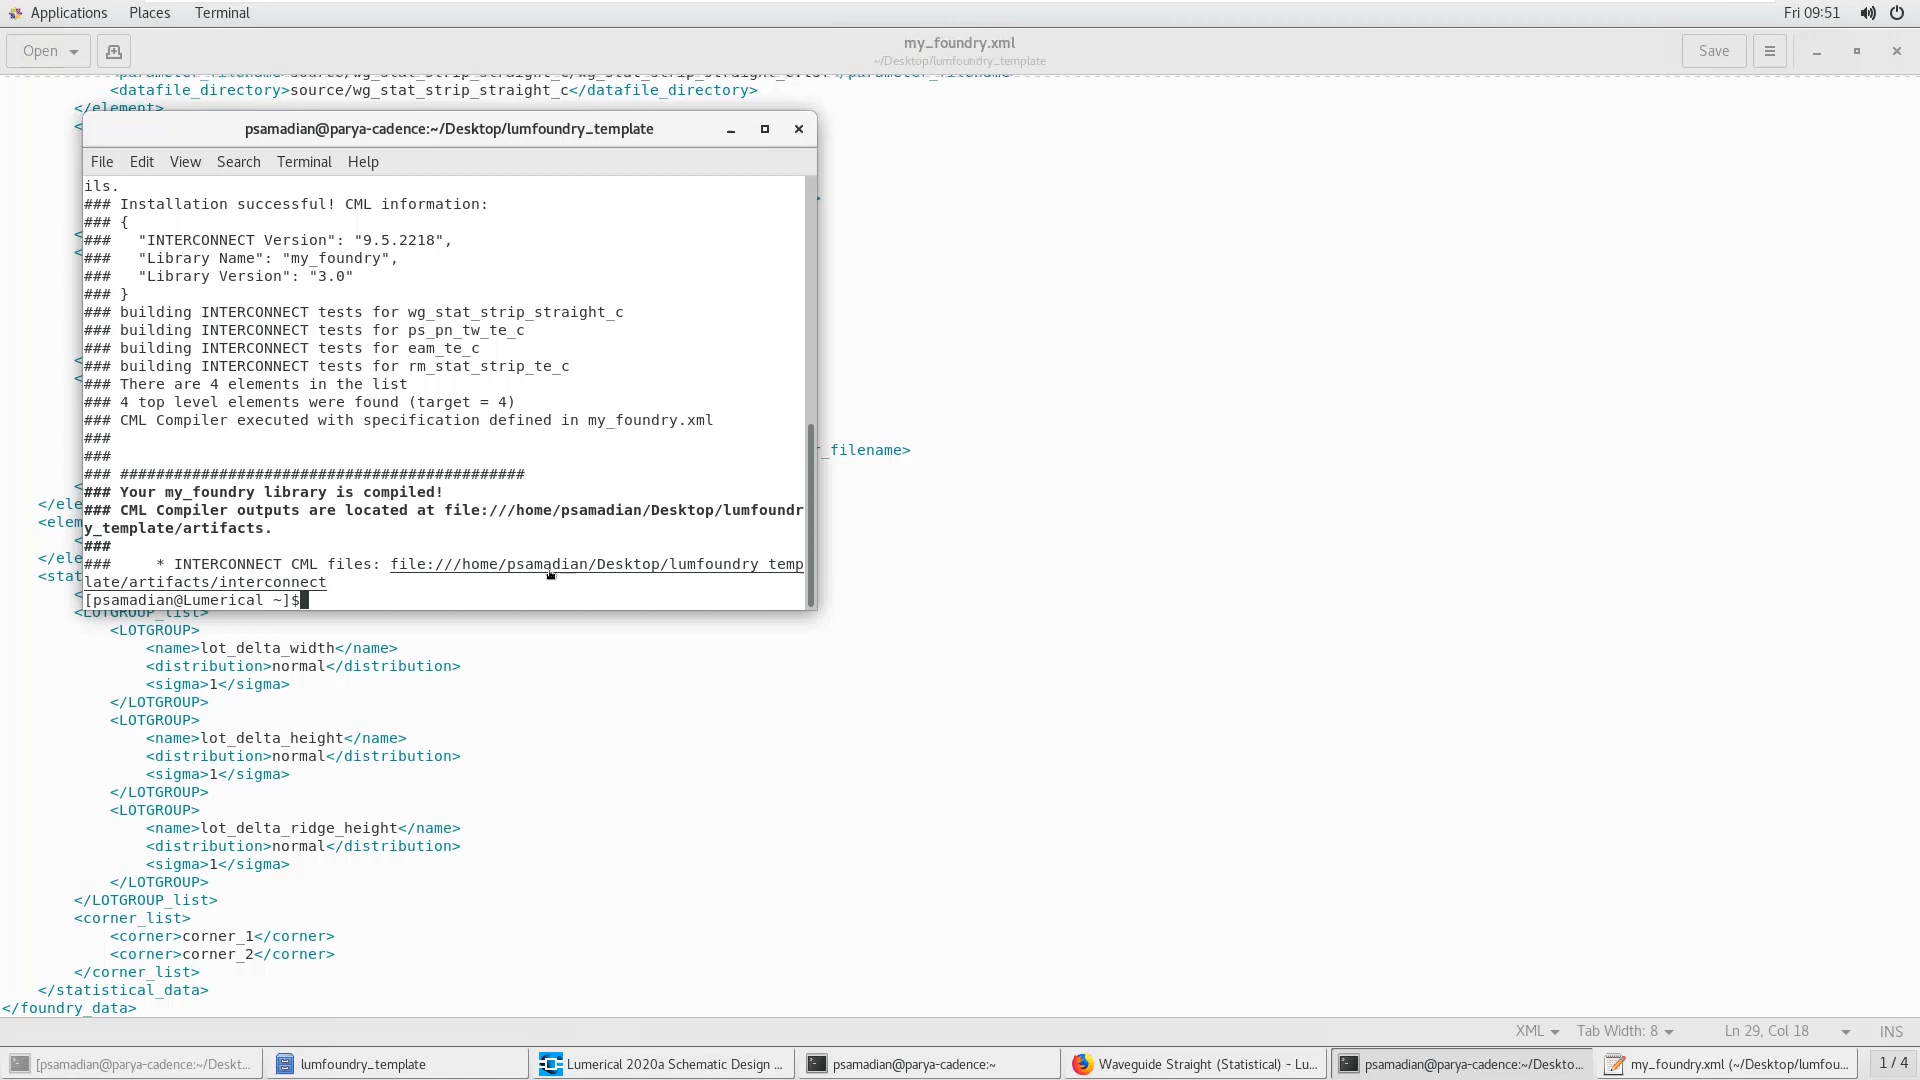 Applications Places Terminal Fri 09:51
Open my_foundry.xml Save
~/Desktop/lumfoundry_template
<datafile_directory>source/wg_stat_strip_straight_c</datafile_directory>
</element>
psamadian@parya-cadence:~/Desktop/lumfoundry_template
File Edit View Search Terminal Help
ils.
### Installation successful! CML information:
### {
### "INTERCONNECT Version": "9.5.2218",
### "Library Name": "my_foundry",
### "Library Version": "3.0"
### }
### building INTERCONNECT tests for wg_stat_strip_straight_c
### building INTERCONNECT tests for ps_pn_tw_te_c
### building INTERCONNECT tests for eam_te_c
### building INTERCONNECT tests for rm_stat_strip_te_c
### There are 4 elements in the list
### 4 top level elements were found (target = 4)
### CML Compiler executed with specification defined in my_foundry.xml
###
###
_filename>
### #############################################
### Your my_foundry library is compiled!
### CML Compiler outputs are located at file:///home/psamadian/Desktop/lumfoundr
y_template/artifacts.
###
### * INTERCONNECT CML files: file:///home/psamadian/Desktop/lumfoundry_temp
late/artifacts/interconnect
[psamadian@Lumerical ~]$
</ele
<elem
</ele
<stat
<LOTGROUP_list>
<LOTGROUP>
<name>lot_delta_width</name>
<distribution>normal</distribution>
<sigma>1</sigma>
</LOTGROUP>
<LOTGROUP>
<name>lot_delta_height</name>
<distribution>normal</distribution>
<sigma>1</sigma>
</LOTGROUP>
<LOTGROUP>
<name>lot_delta_ridge_height</name>
<distribution>normal</distribution>
<sigma>1</sigma>
</LOTGROUP>
</LOTGROUP_list>
<corner_list>
<corner>corner_1</corner>
<corner>corner_2</corner>
</corner_list>
</statistical_data>
</foundry_data>
XML Tab Width: 8 Ln 29, Col 18 INS
[psamadian@parya-cadence:~/Deskt... lumfoundry_template Lumerical 2020a Schematic Design ... psamadian@parya-cadence:~ Waveguide Straight (Statistical) - Lu... psamadian@parya-cadence:~/Deskto... my_foundry.xml (~/Desktop/lumfou... 1 / 4